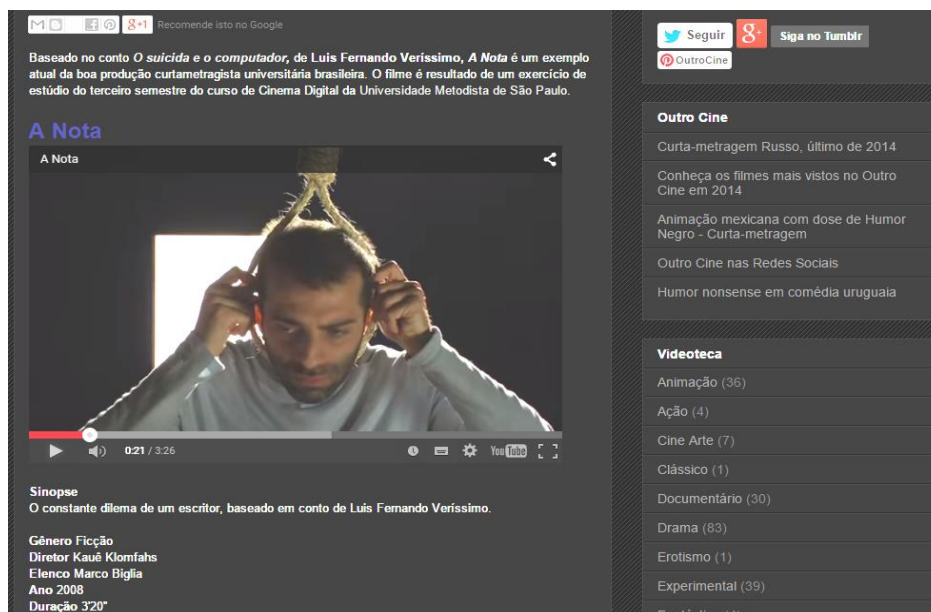 Recomende isto no Google
Baseado no conto O suicida e o computador, de Luis Fernando Veríssimo, A Nota é um exemplo
atual da boa produção curtametragista universitária brasileira. O filme é resultado de um exercício de
estúdio do terceiro semestre do curso de Cinema Digital da Universidade Metodista de São Paulo.
A Nota
A Nota
0:21 / 3:26
YouTube
Sinopse
O constante dilema de um escritor, baseado em conto de Luis Fernando Veríssimo.
Gênero Ficção
Diretor Kauê Klomfahs
Elenco Marco Biglia
Ano 2008
Duração 3'20"
Seguir
Siga no Tumblr
OutroCine
Outro Cine
Curta-metragem Russo, último de 2014
Conheça os filmes mais vistos no Outro
Cine em 2014
Animação mexicana com dose de Humor
Negro - Curta-metragem
Outro Cine nas Redes Sociais
Humor nonsense em comédia uruguaia
Videoteca
Animação (36)
Ação (4)
Cine Arte (7)
Clássico (1)
Documentário (30)
Drama (83)
Erotismo (1)
Experimental (39)